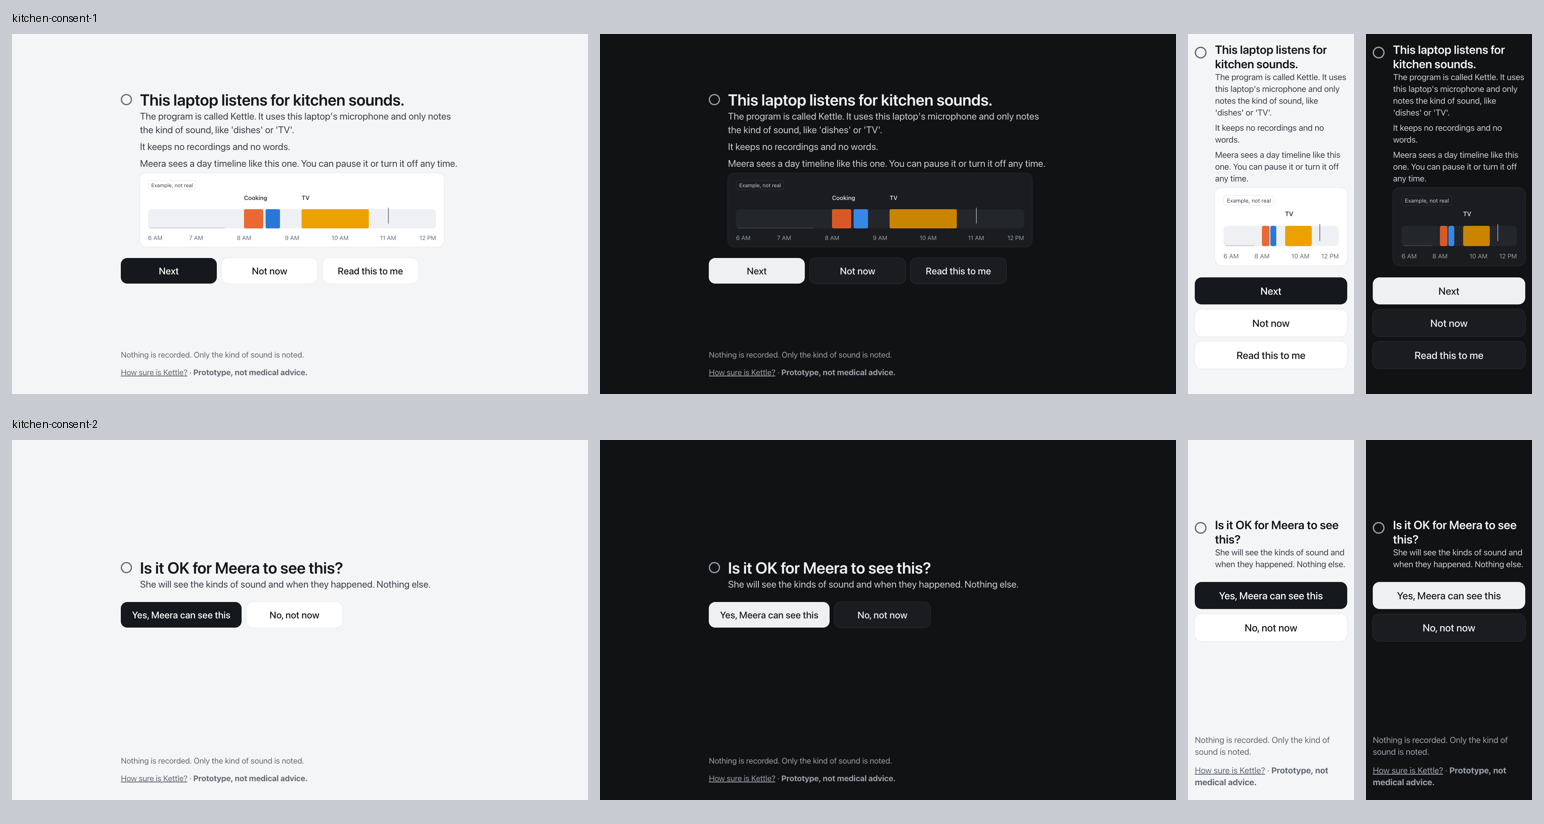 kitchen-consent-1
This laptop listens for kitchen sounds.
The program is called Kettle. It uses this laptop's microphone and only notes
the kind of sound, like 'dishes' or 'TV'.
It keeps no recordings and no words.
Meera sees a day timeline like this one. You can pause it or turn it off any time.
Example, not real
Cooking TV
6 AM 7 AM 8 AM 9 AM 10 AM 11 AM 12 PM
Next Not now Read this to me
Nothing is recorded. Only the kind of sound is noted.
How sure is Kettle? · Prototype, not medical advice.
This laptop listens for kitchen sounds.
The program is called Kettle. It uses this laptop's microphone and only notes
the kind of sound, like 'dishes' or 'TV'.
It keeps no recordings and no words.
Meera sees a day timeline like this one. You can pause it or turn it off any time.
Example, not real
Cooking TV
6 AM 7 AM 8 AM 9 AM 10 AM 11 AM 12 PM
Next Not now Read this to me
Nothing is recorded. Only the kind of sound is noted.
How sure is Kettle? · Prototype, not medical advice.
This laptop listens for
kitchen sounds.
The program is called Kettle. It uses
this laptop's microphone and only
notes the kind of sound, like
'dishes' or 'TV'.
It keeps no recordings and no
words.
Meera sees a day timeline like this
one. You can pause it or turn it off
any time.
Example, not real
TV
6 AM 8 AM 10 AM 12 PM
Next
Not now
Read this to me
This laptop listens for
kitchen sounds.
The program is called Kettle. It uses
this laptop's microphone and only
notes the kind of sound, like
'dishes' or 'TV'.
It keeps no recordings and no
words.
Meera sees a day timeline like this
one. You can pause it or turn it off
any time.
Example, not real
TV
6 AM 8 AM 10 AM 12 PM
Next
Not now
Read this to me
kitchen-consent-2
Is it OK for Meera to see this?
She will see the kinds of sound and when they happened. Nothing else.
Yes, Meera can see this No, not now
Nothing is recorded. Only the kind of sound is noted.
How sure is Kettle? · Prototype, not medical advice.
Is it OK for Meera to see this?
She will see the kinds of sound and when they happened. Nothing else.
Yes, Meera can see this No, not now
Nothing is recorded. Only the kind of sound is noted.
How sure is Kettle? · Prototype, not medical advice.
Is it OK for Meera to see
this?
She will see the kinds of sound and
when they happened. Nothing else.
Yes, Meera can see this
No, not now
Nothing is recorded. Only the kind of
sound is noted.
How sure is Kettle? · Prototype, not
medical advice.
Is it OK for Meera to see
this?
She will see the kinds of sound and
when they happened. Nothing else.
Yes, Meera can see this
No, not now
Nothing is recorded. Only the kind of
sound is noted.
How sure is Kettle? · Prototype, not
medical advice.